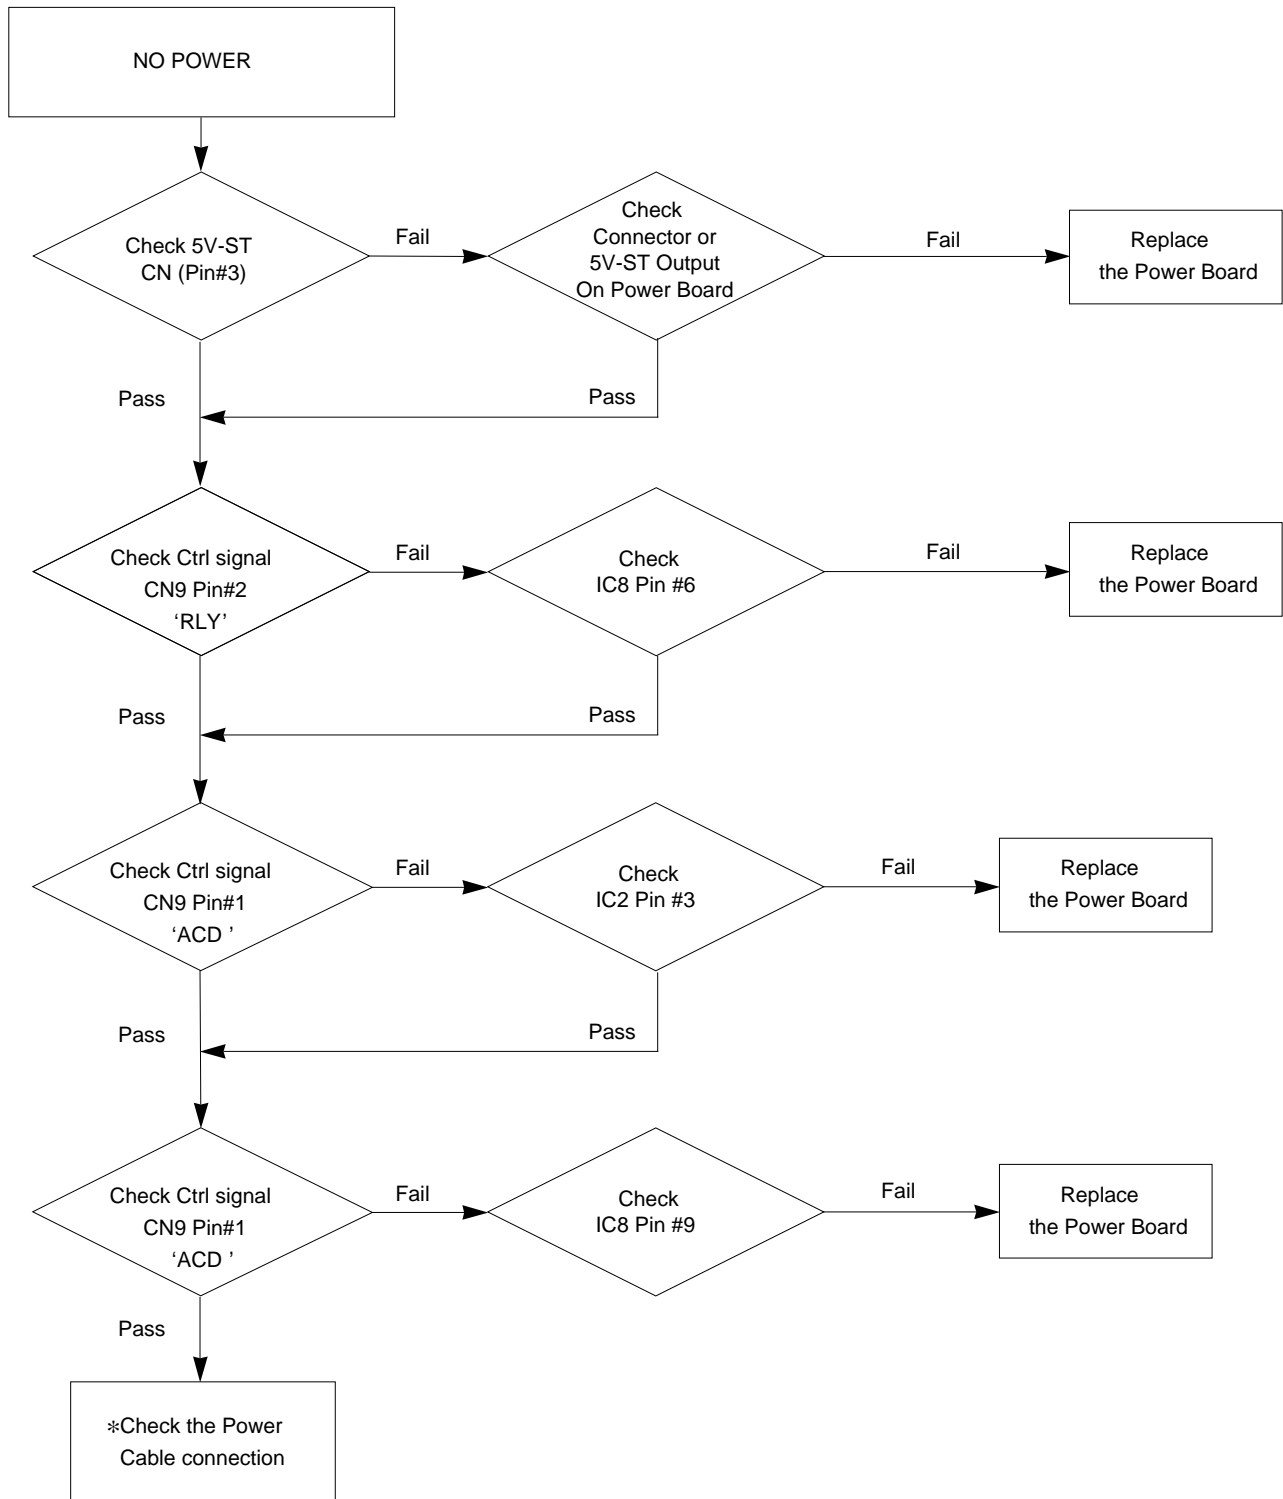 NO POWER
Check 5V-ST
CN (Pin#3)
Fail
Check
Connector or
5V-ST Output
On Power Board
Fail
Replace
the Power Board
Pass
Pass
Check Ctrl signal
CN9 Pin#2
‘RLY’
Fail
Check
IC8 Pin #6
Fail
Replace
the Power Board
Pass
Pass
Check Ctrl signal
CN9 Pin#1
‘ACD ’
Fail
Check
IC2 Pin #3
Fail
Replace
the Power Board
Pass
Pass
Check Ctrl signal
CN9 Pin#1
‘ACD ’
Fail
Check
IC8 Pin #9
Fail
Replace
the Power Board
Pass
*Check the Power
Cable connection